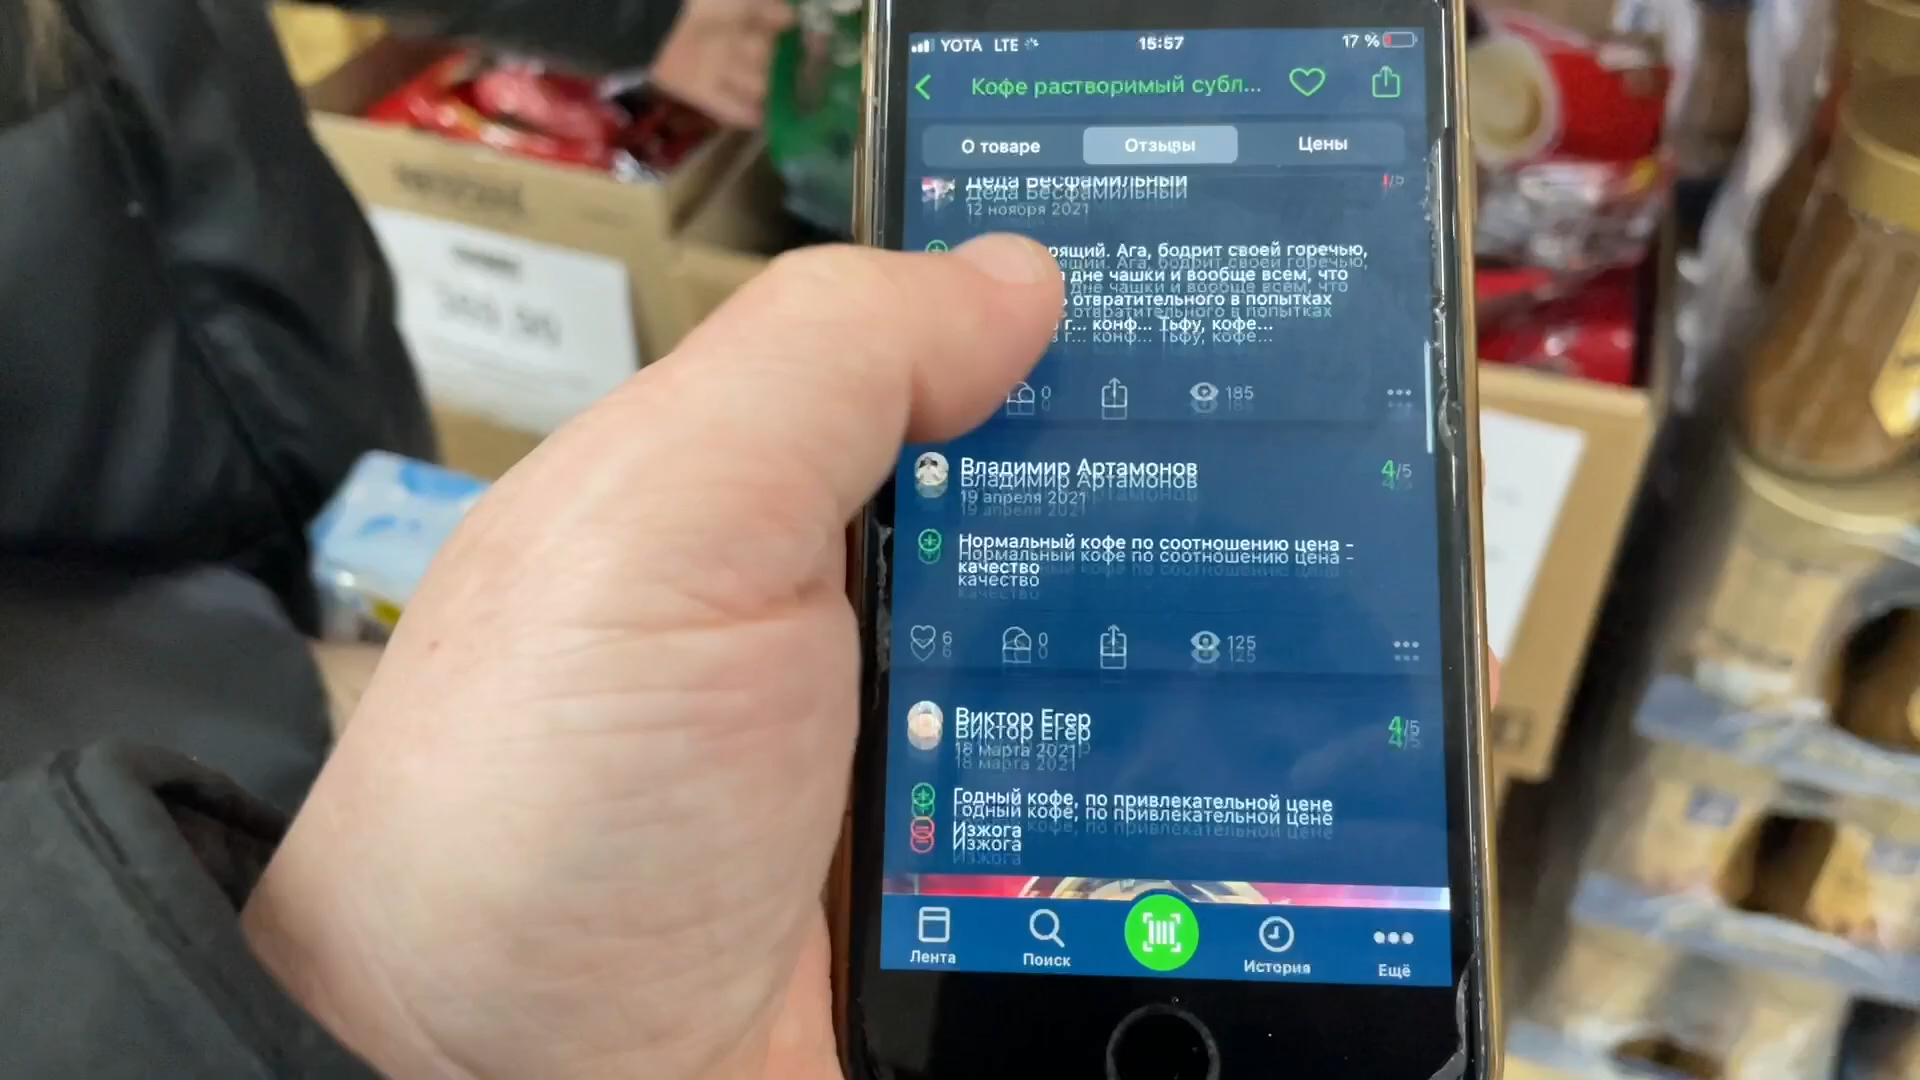 YOTA LTE 15:57 17 %
Кофе растворимый субл...
О товаре Отзывы Цены
Деда Бесфамильный
12 ноября 2021
Ага, бодрит своей горечью,
дне чашки и вообще всем, что
отвратительного в попытках
г... конф... Тьфу, кофе...
0 185
Владимир Артамонов 4/5
19 апреля 2021
Нормальный кофе по соотношению цена -
качество
6 0 125
Виктор Егер 4/5
18 марта 2021
Годный кофе, по привлекательной цене
Изжога
Лента Поиск История Ещё